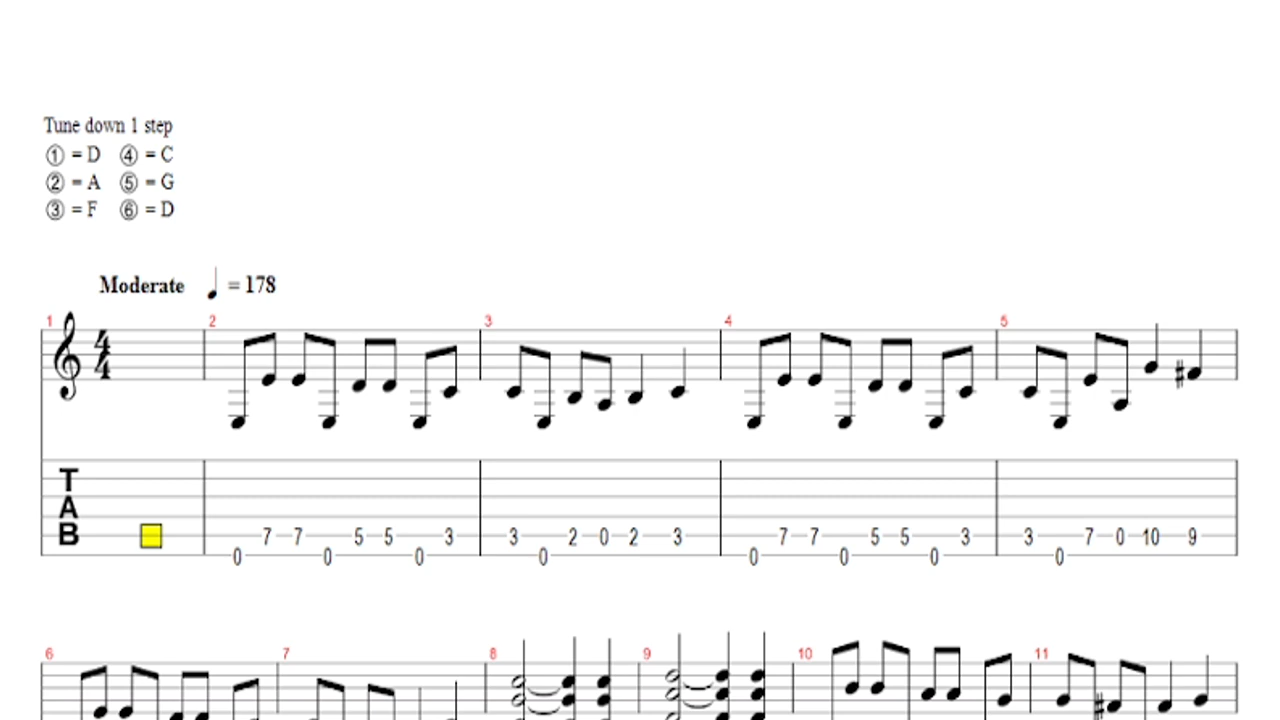 Tune down 1 step
① = D ④ = C
② = A ⑤ = G
③ = F ⑥ = D
Moderate ♩ = 178
1 2 3 4 5
4
4
T
A
B
7 7 5 5 3 3 2 0 2 3 7 7 5 5 3 3 7 0 10 9
0 0 0 0 0 0 0 0
6 7 8 9 10 11